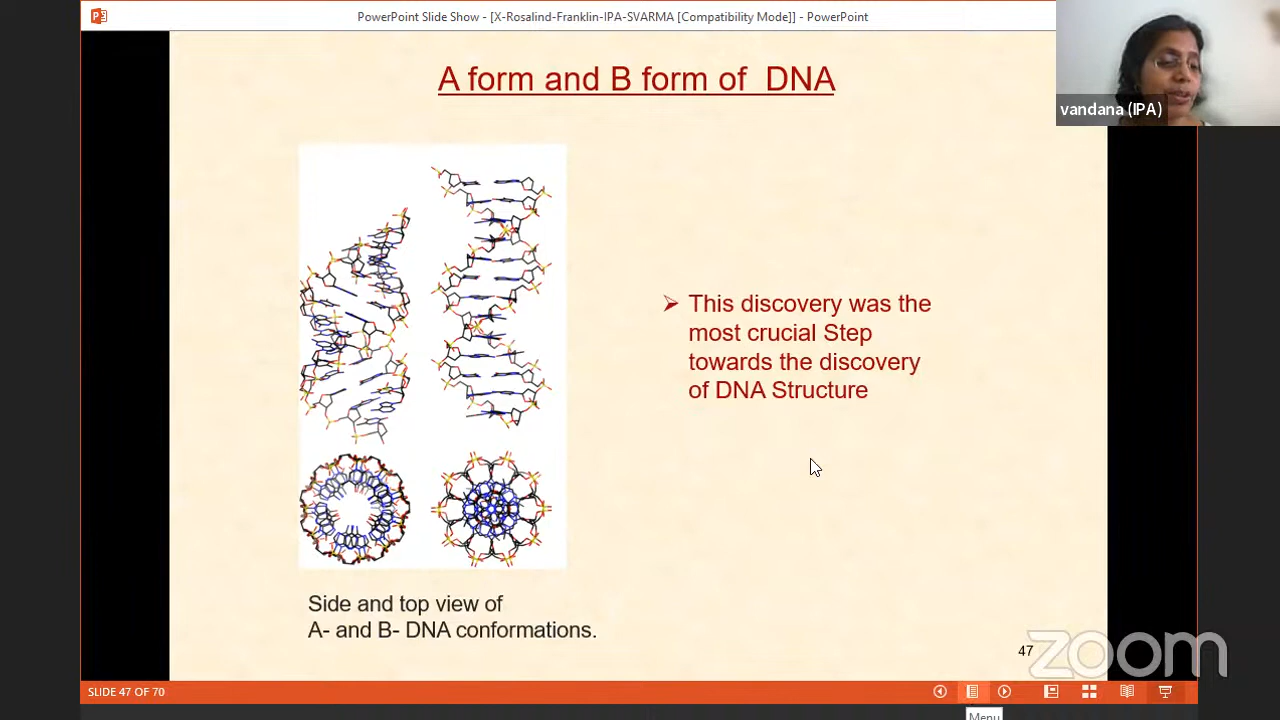 PowerPoint Slide Show - [X-Rosalind-Franklin-IPA-SVARMA [Compatibility Mode]] - PowerPoint
A form and B form of DNA
vandana (IPA)
➢ This discovery was the
most crucial Step
towards the discovery
of DNA Structure
Side and top view of
A- and B- DNA conformations.
47
zoom
SLIDE 47 OF 70
Menu